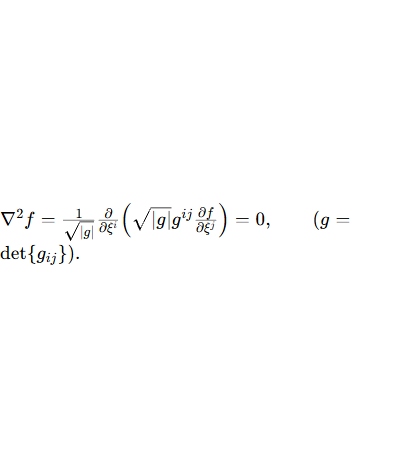 ∇²f = 1/√|g| ∂/∂ξⁱ (√|g| gⁱʲ ∂f/∂ξʲ) = 0, (g =
det{gᵢⱼ}).